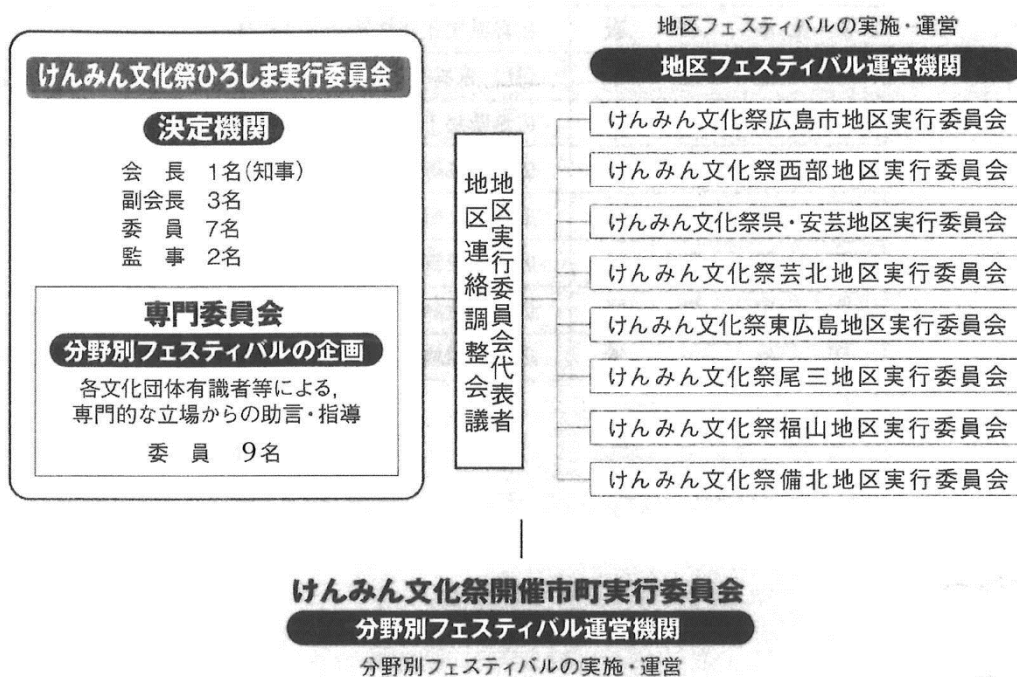 けんみん文化祭ひろしま実行委員会
決定機関
会　長　1名(知事)
副会長　3名
委　員　7名
監　事　2名
専門委員会
分野別フェスティバルの企画
各文化団体有識者等による,
専門的な立場からの助言・指導
委　員　9名
地区実行委員会代表者
地区連絡調整会議
地区フェスティバルの実施・運営
地区フェスティバル運営機関
けんみん文化祭広島市地区実行委員会
けんみん文化祭西部地区実行委員会
けんみん文化祭呉・安芸地区実行委員会
けんみん文化祭芸北地区実行委員会
けんみん文化祭東広島地区実行委員会
けんみん文化祭尾三地区実行委員会
けんみん文化祭福山地区実行委員会
けんみん文化祭備北地区実行委員会
けんみん文化祭開催市町実行委員会
分野別フェスティバル運営機関
分野別フェスティバルの実施・運営